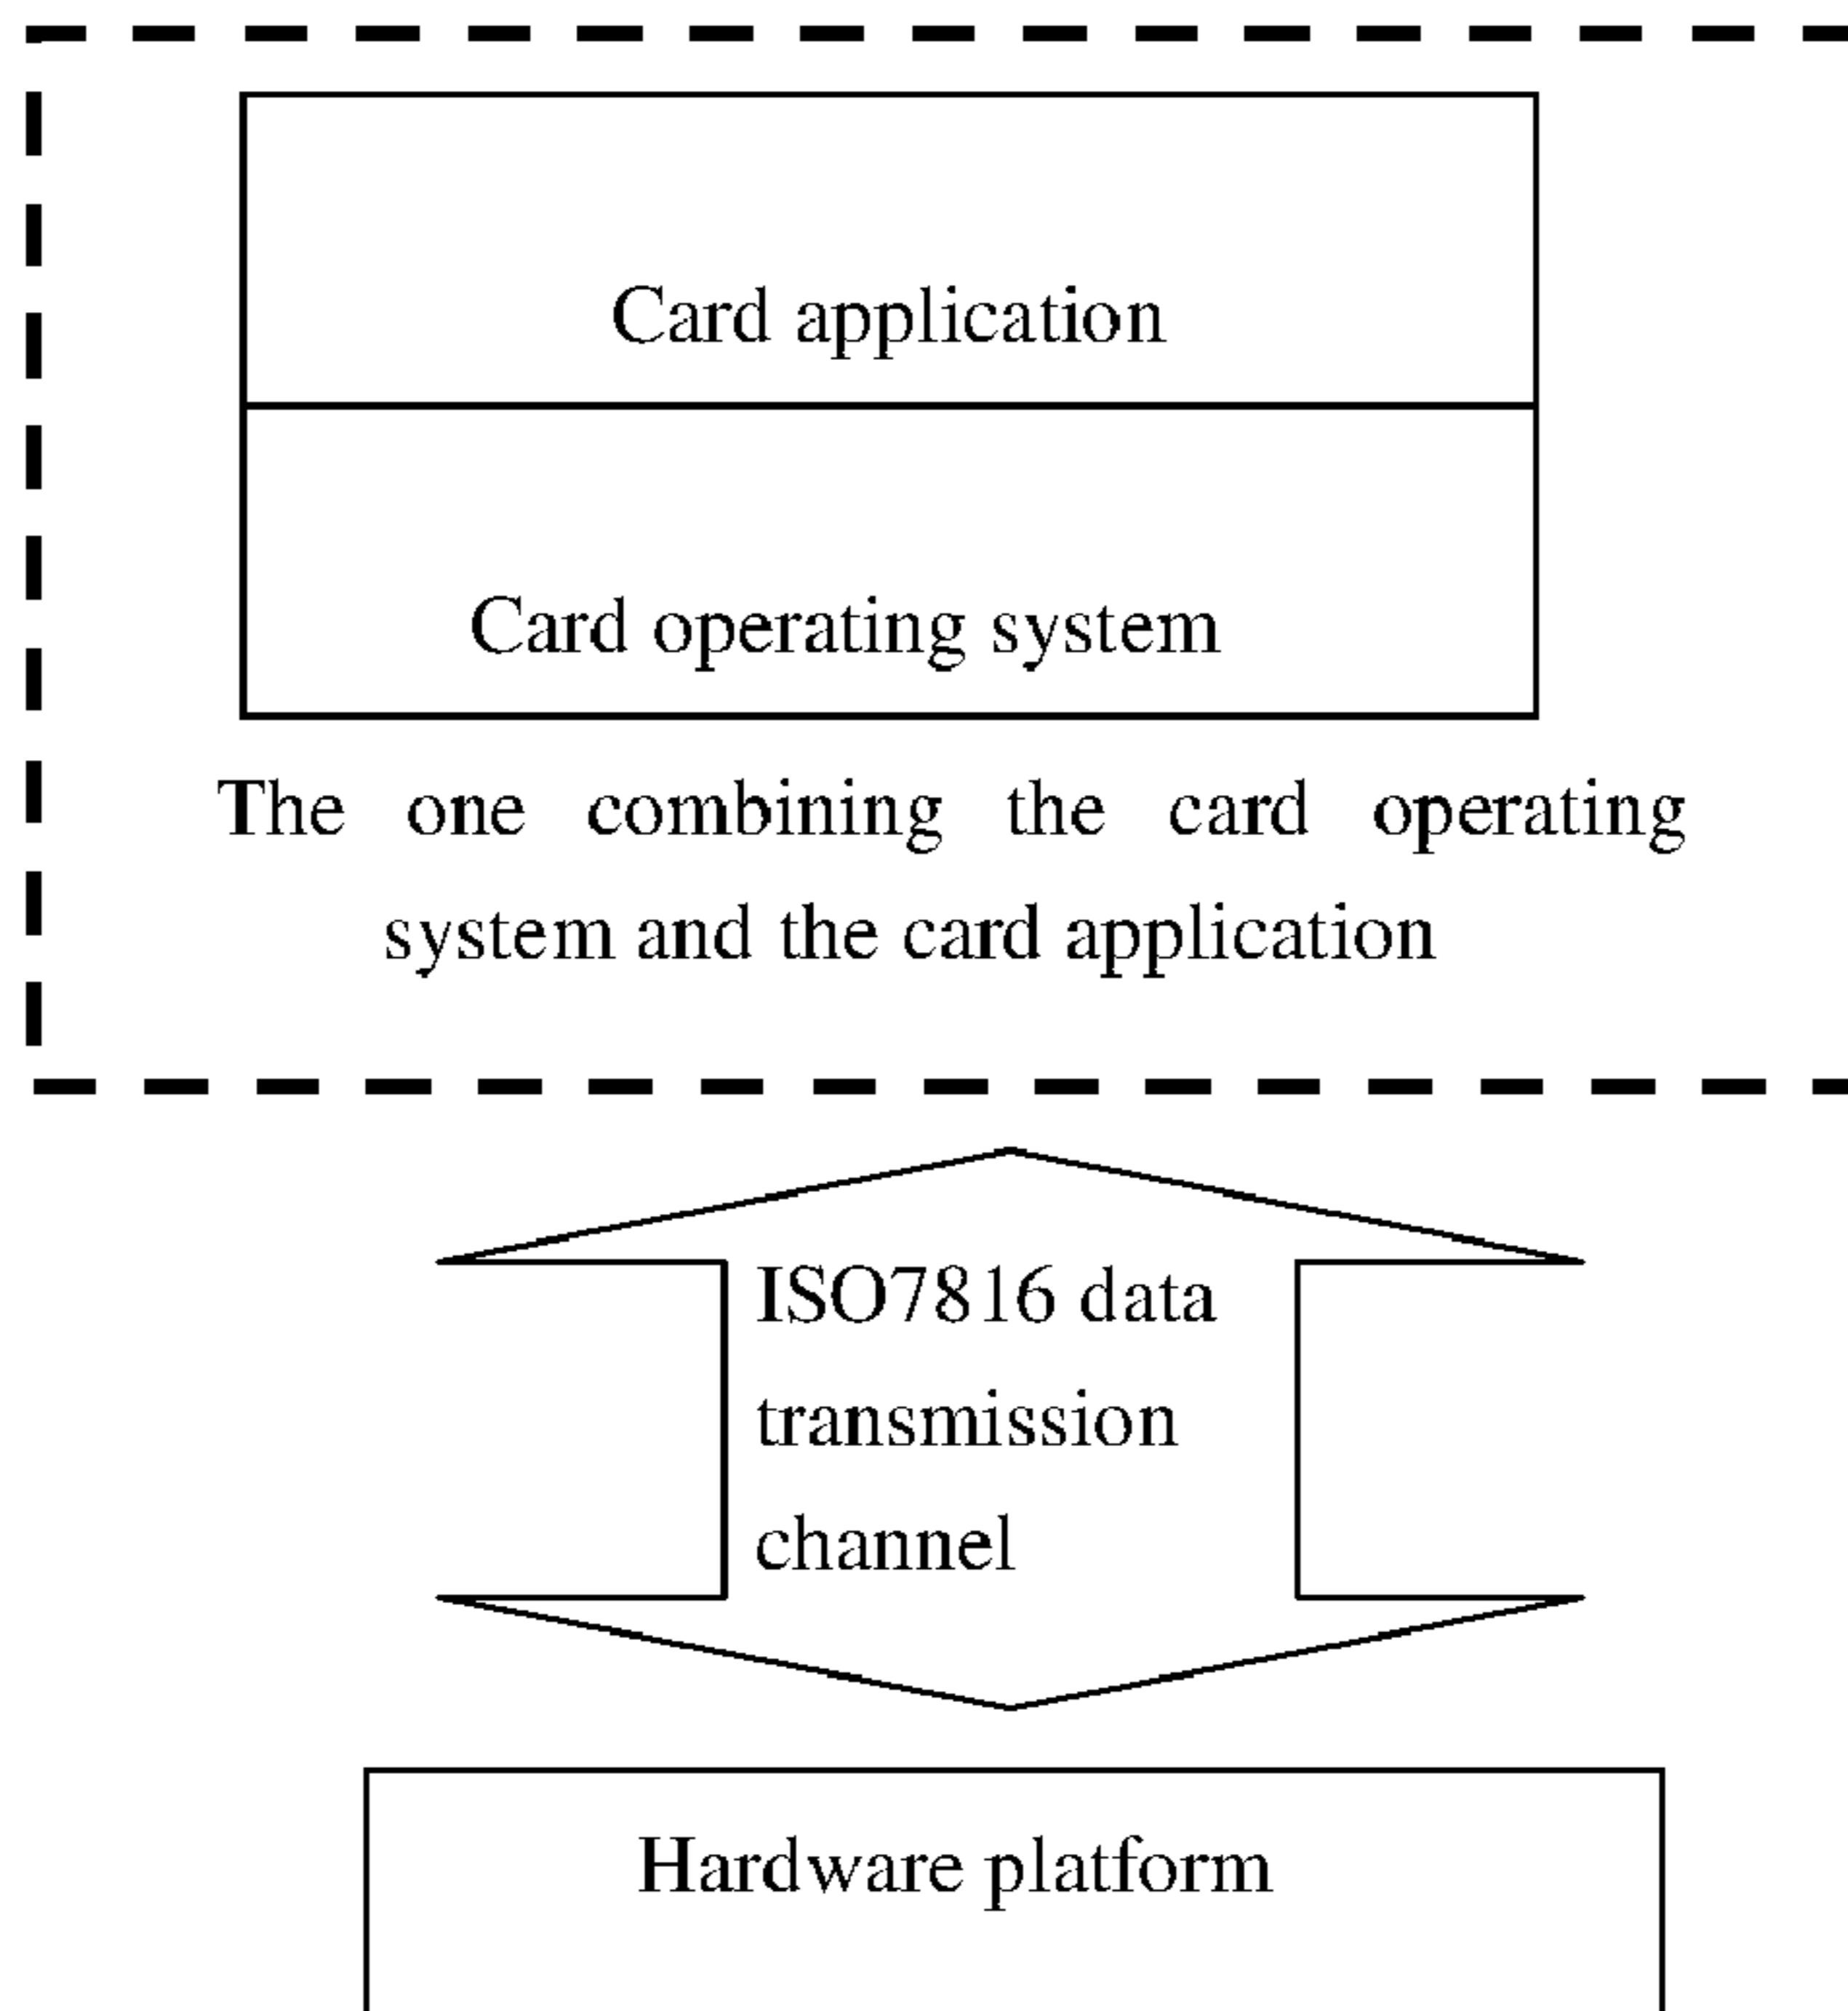 Card application
Card operating system
The one combining the card operating
system and the card application
ISO7816 data
transmission
channel
Hardware platform